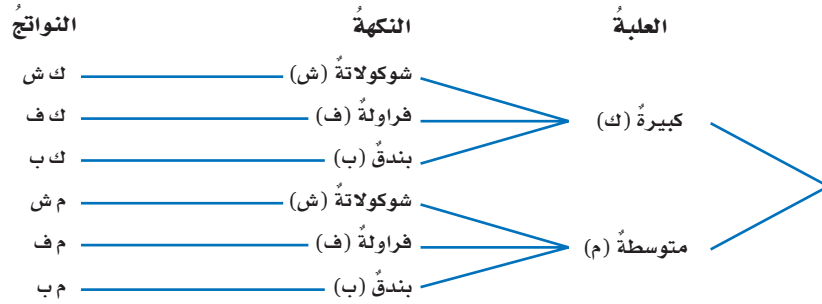 العلبةُ النكهةُ النواتجُ
شوكولاتةٌ (ش) ك ش
كبيرةٌ (ك) فراولةٌ (ف) ك ف
بندقٌ (ب) ك ب
شوكولاتةٌ (ش) م ش
متوسطةٌ (م) فراولةٌ (ف) م ف
بندقٌ (ب) م ب